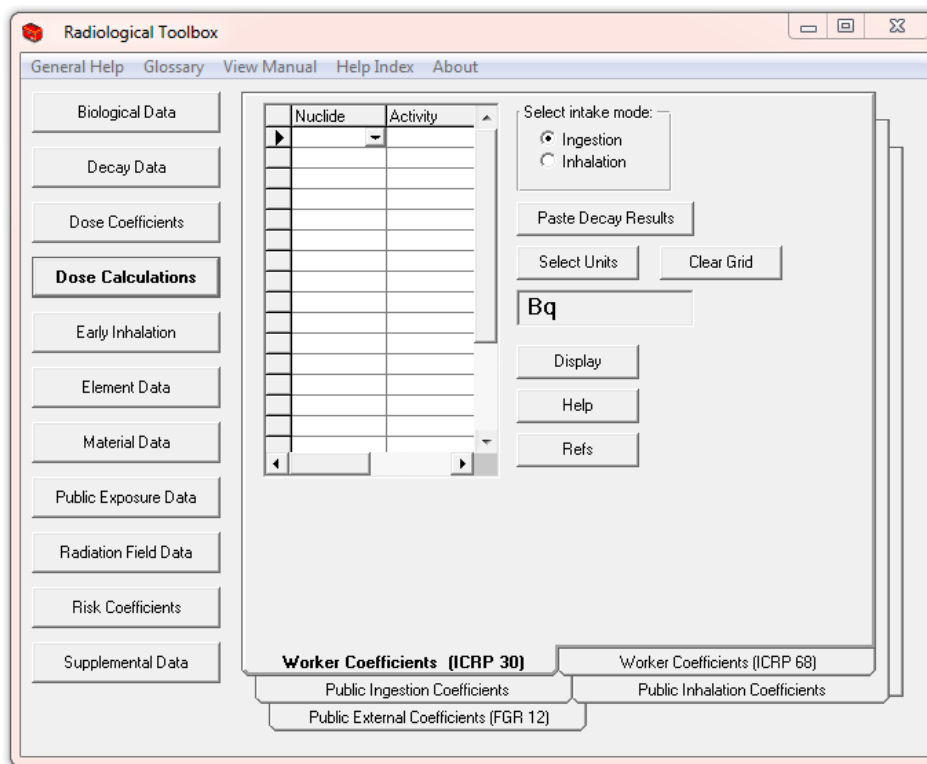 Radiological Toolbox
General Help Glossary View Manual Help Index About
Biological Data
Decay Data
Dose Coefficients
Dose Calculations
Early Inhalation
Element Data
Material Data
Public Exposure Data
Radiation Field Data
Risk Coefficients
Supplemental Data
Nuclide Activity
Select intake mode:
Ingestion
Inhalation
Paste Decay Results
Select Units Clear Grid
Bq
Display
Help
Refs
Worker Coefficients (ICRP 30) Worker Coefficients (ICRP 68)
Public Ingestion Coefficients Public Inhalation Coefficients
Public External Coefficients (FGR 12)